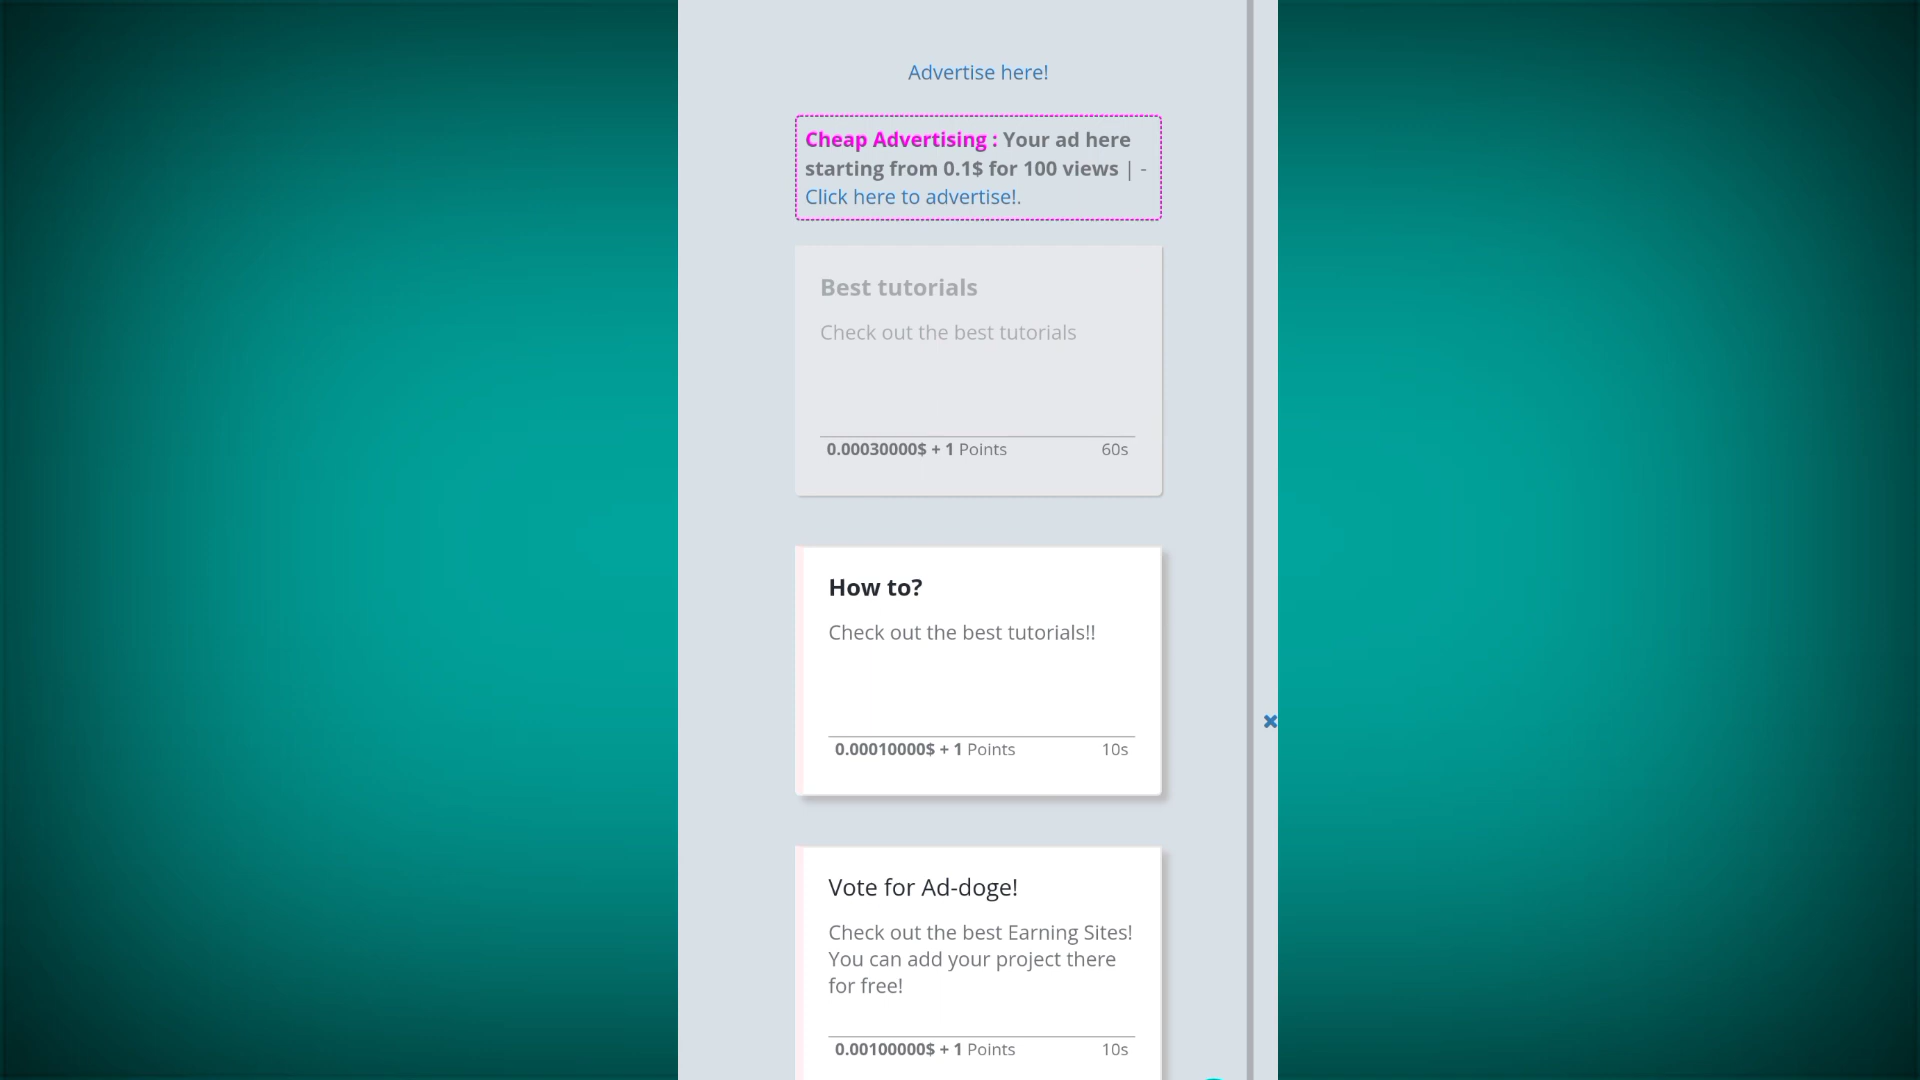 Advertise here!
Cheap Advertising : Your ad here
starting from 0.1$ for 100 views | -
Click here to advertise!.
Best tutorials
Check out the best tutorials
0.00030000$ + 1 Points 60s
How to?
Check out the best tutorials!!
0.00010000$ + 1 Points 10s
Vote for Ad-doge!
Check out the best Earning Sites!
You can add your project there
for free!
0.00100000$ + 1 Points 10s